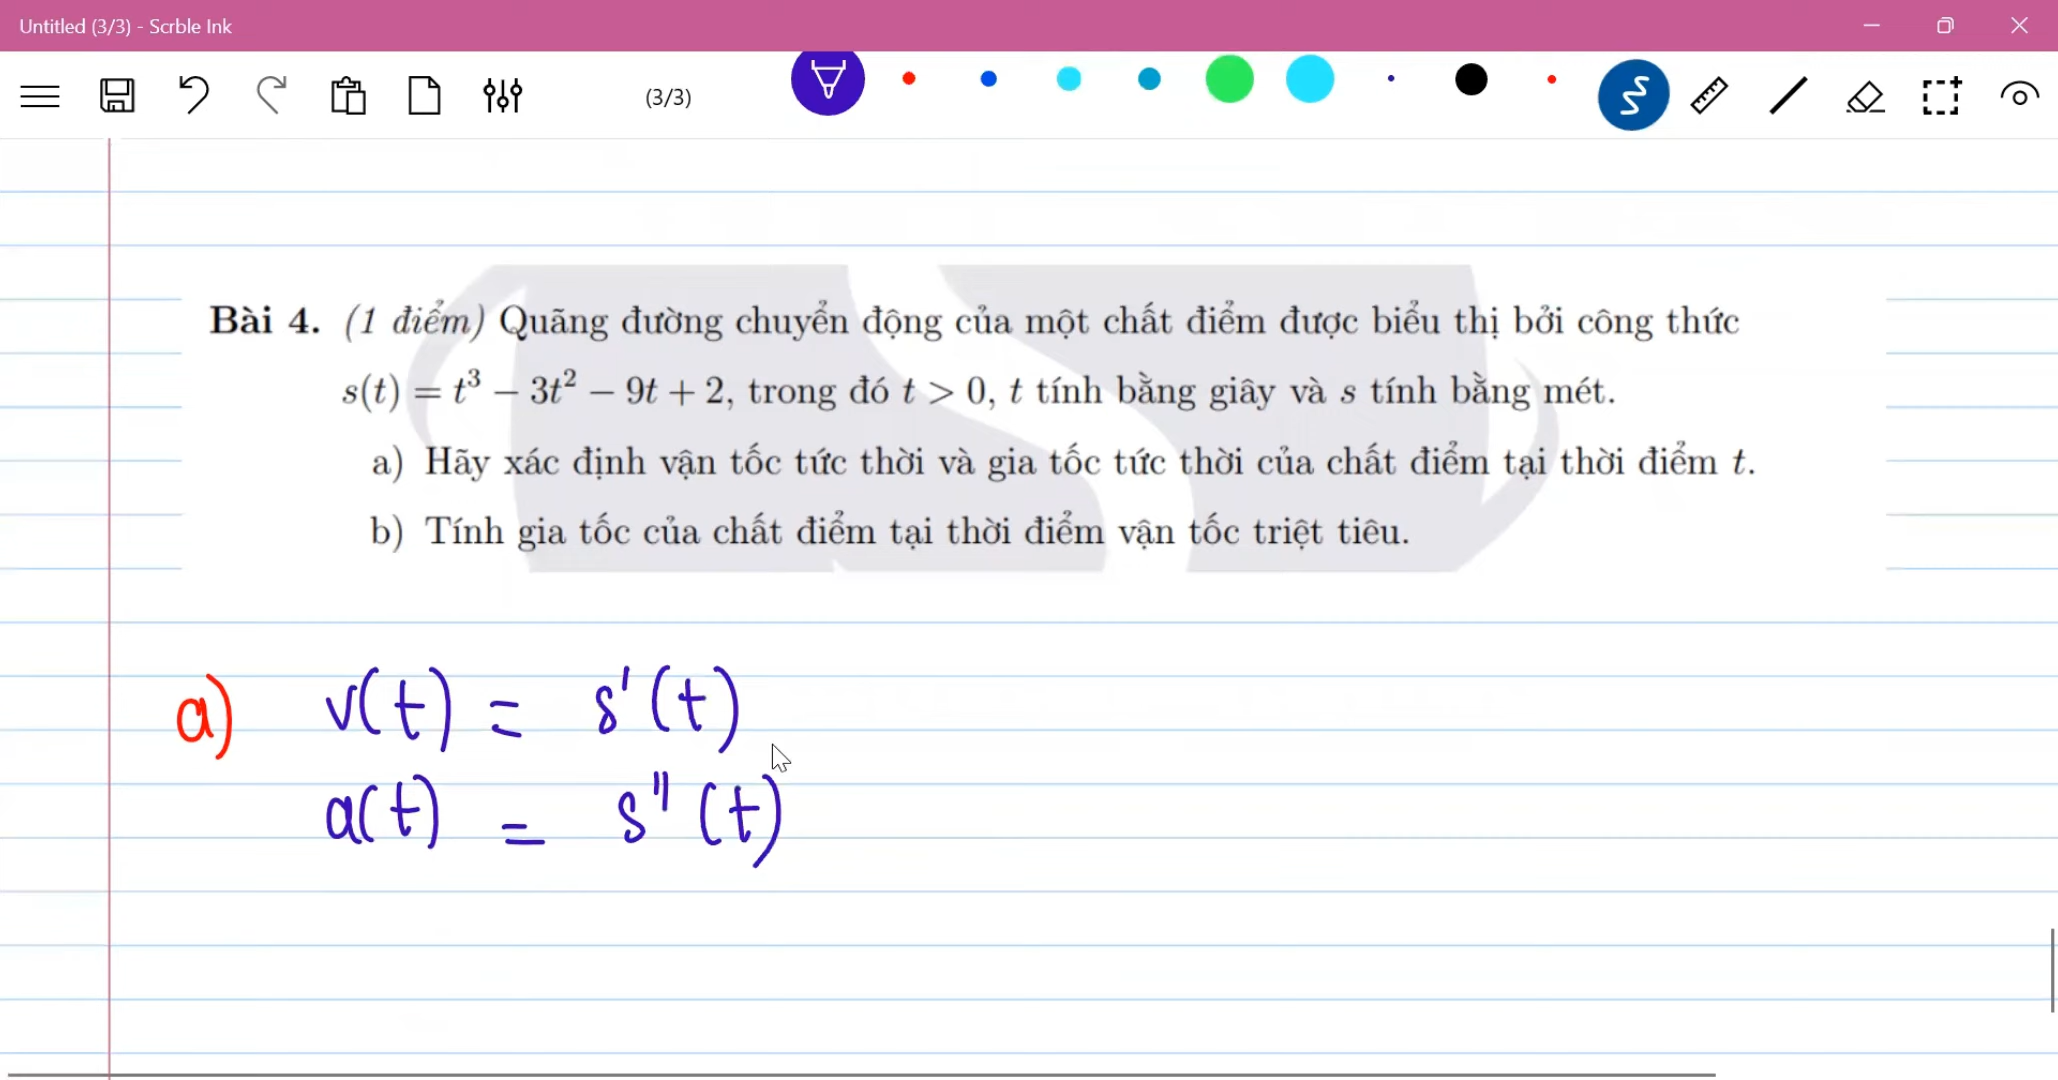 Untitled (3/3) - Scrble Ink
(3/3)
Bài 4. (1 điểm) Quãng đường chuyển động của một chất điểm được biểu thị bởi công thức
s(t) = t³ − 3t² − 9t + 2, trong đó t > 0, t tính bằng giây và s tính bằng mét.
a) Hãy xác định vận tốc tức thời và gia tốc tức thời của chất điểm tại thời điểm t.
b) Tính gia tốc của chất điểm tại thời điểm vận tốc triệt tiêu.
a) v(t) = s'(t)
a(t) = s''(t)